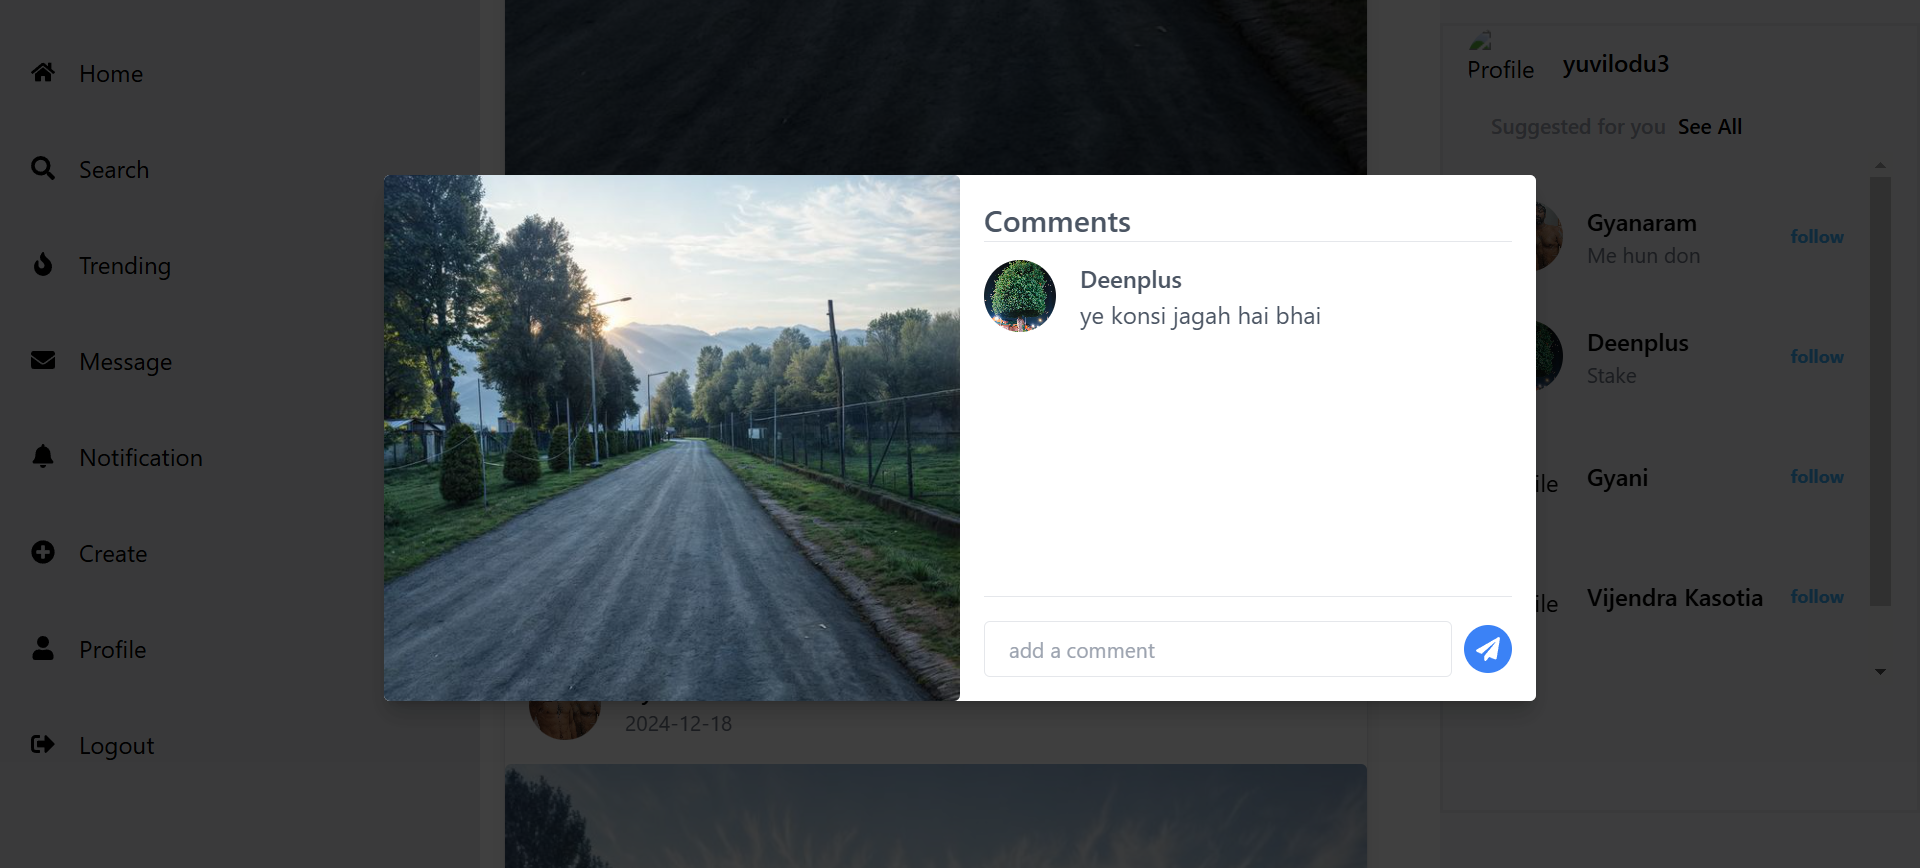 Home
Search
Trending
Message
Notification
Create
Profile
Logout
2024-12-18
Comments
Deenplus
ye konsi jagah hai bhai
add a comment
Profile
yuvilodu3
Suggested for you See All
Gyanaram
Me hun don
follow
Deenplus
Stake
follow
ile
Gyani
follow
ile
Vijendra Kasotia
follow